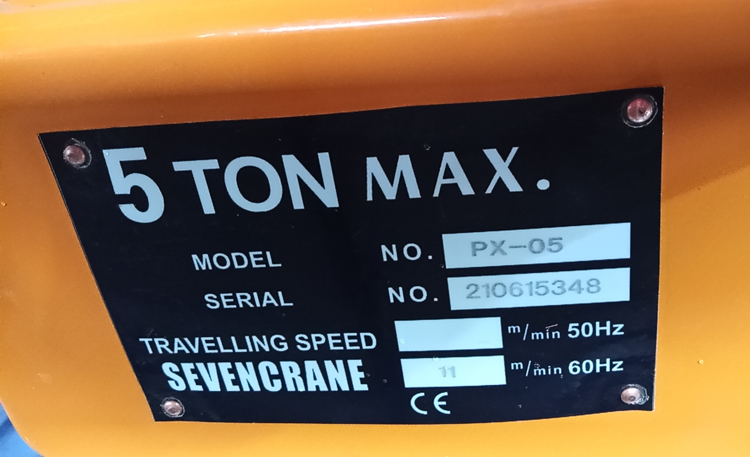 5 TON MAX.
MODEL NO. PX-05
SERIAL NO. 210615348
TRAVELLING SPEED m/min 50Hz
SEVENCRANE 11 m/min 60Hz
CE